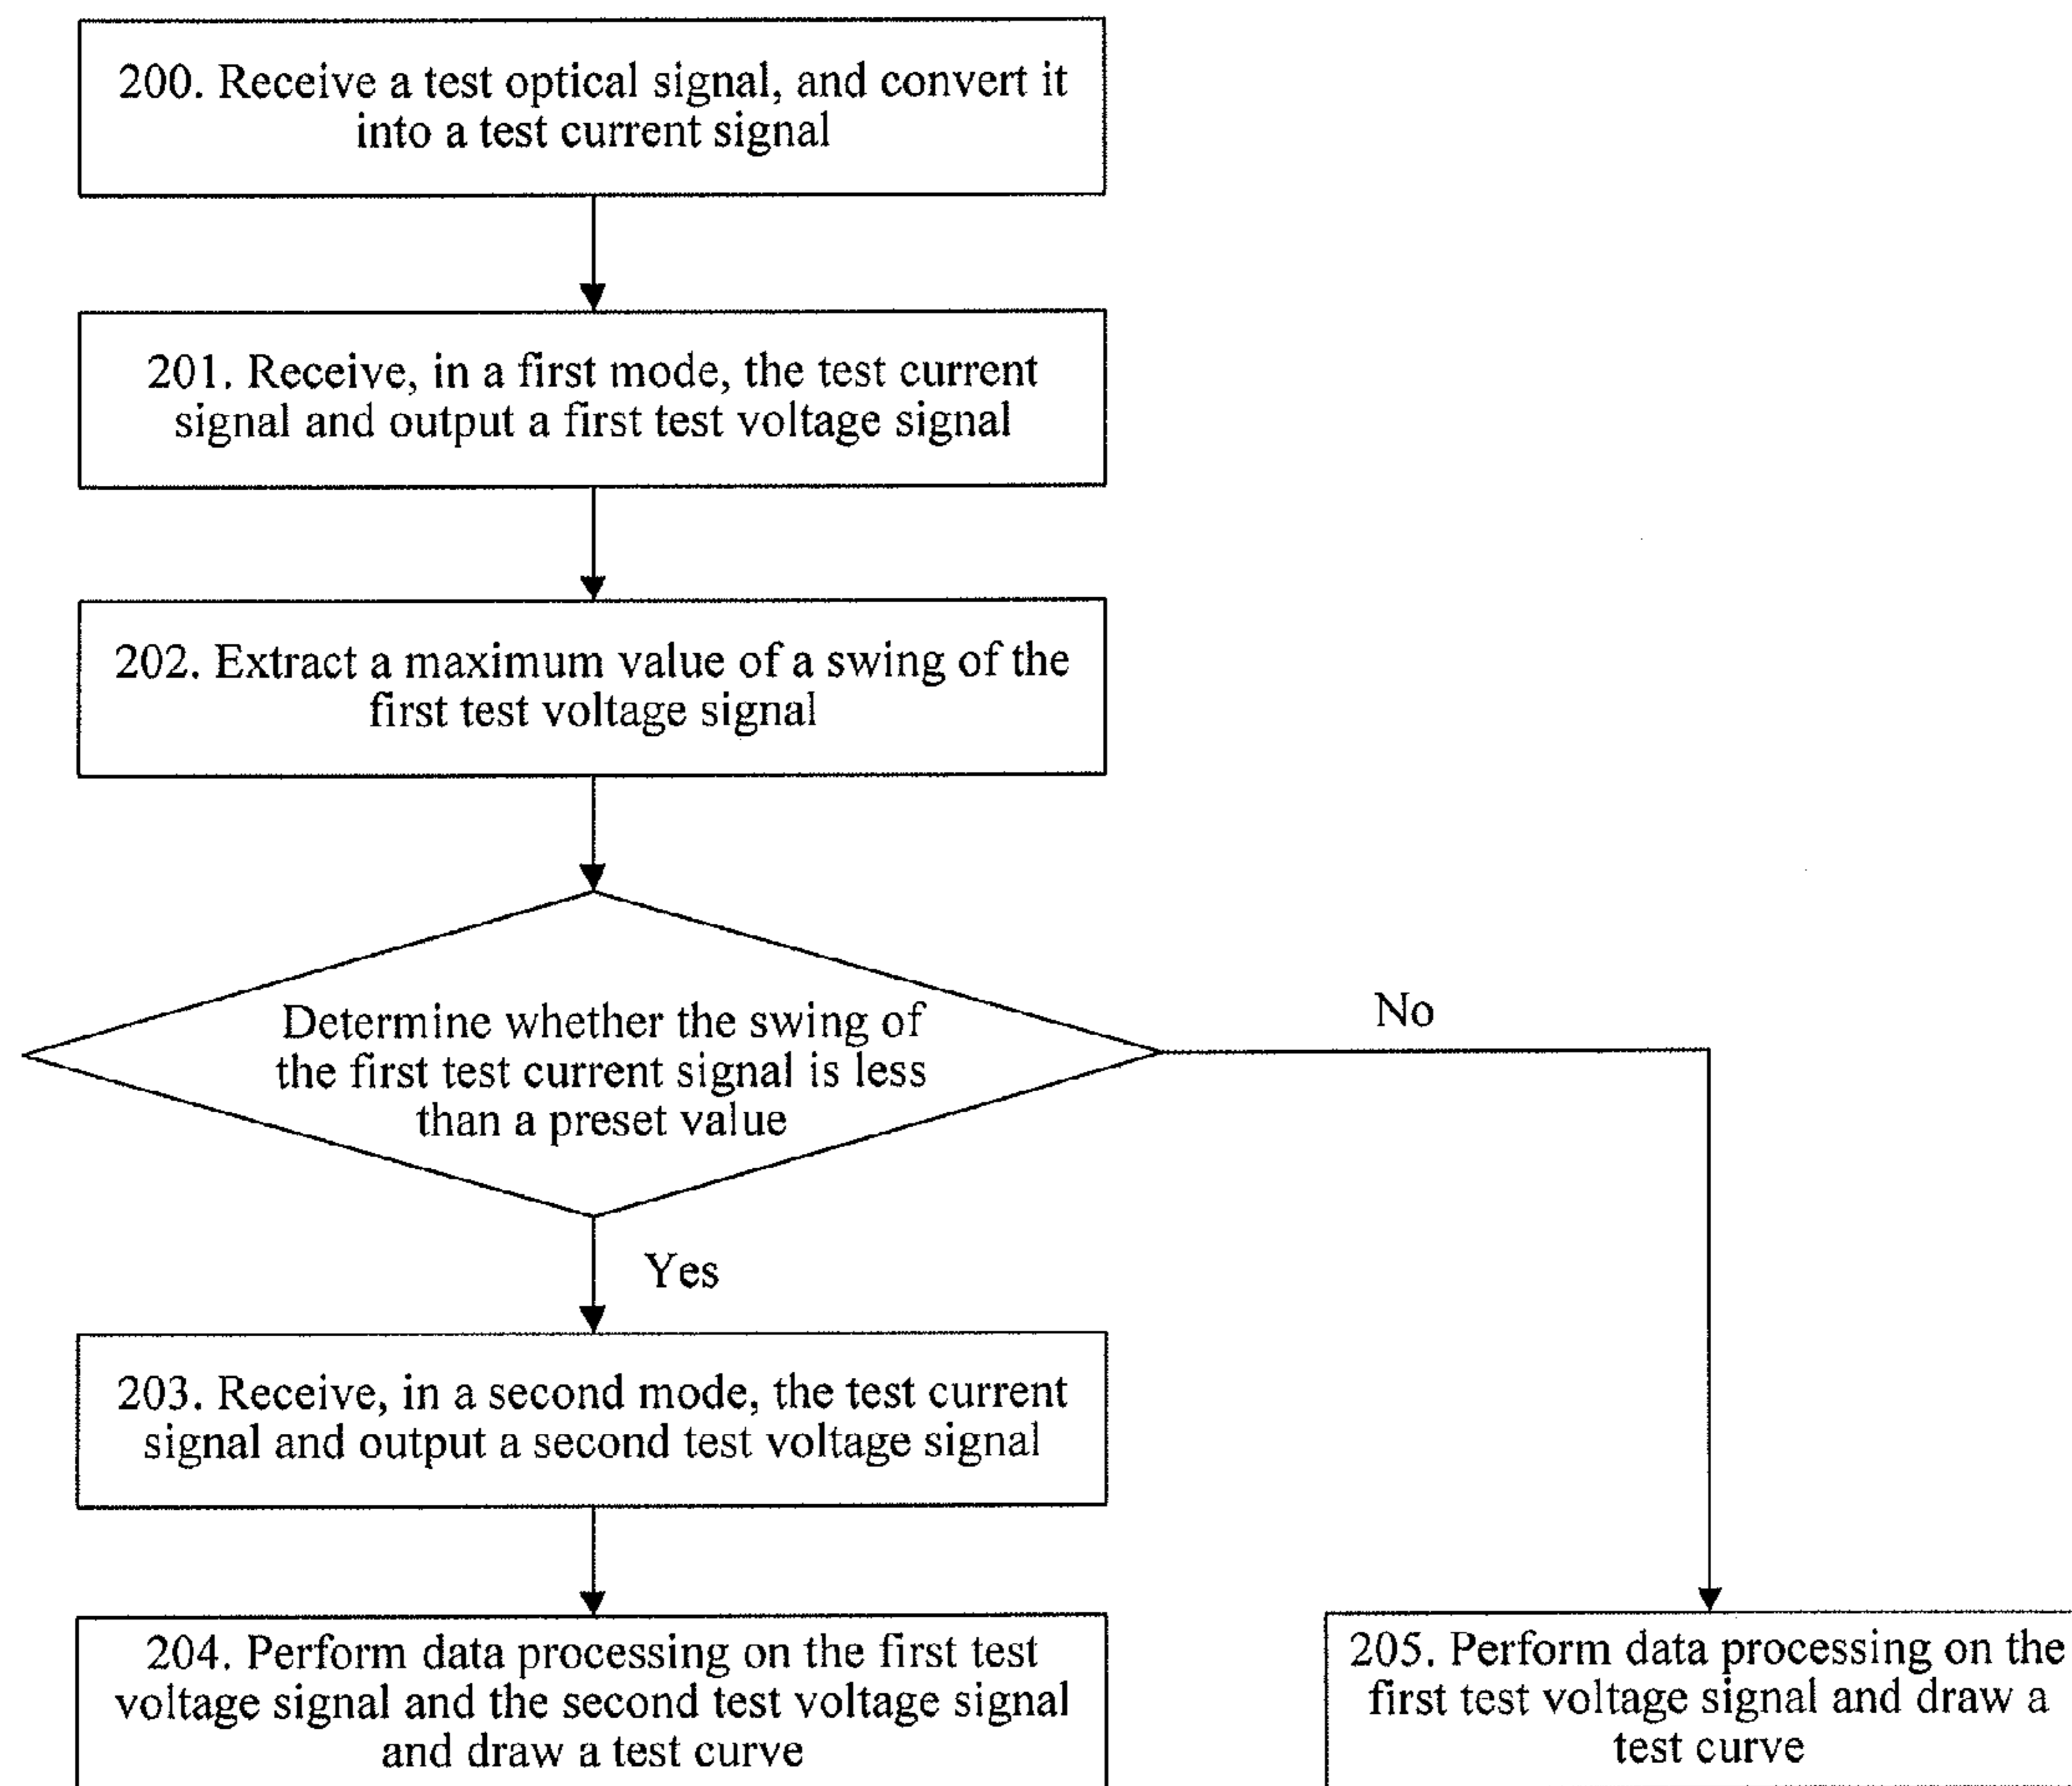 200. Receive a test optical signal, and convert it
into a test current signal
201. Receive, in a first mode, the test current
signal and output a first test voltage signal
202. Extract a maximum value of a swing of the
first test voltage signal
Determine whether the swing of
the first test current signal is less
than a preset value
No
Yes
203. Receive, in a second mode, the test current
signal and output a second test voltage signal
204. Perform data processing on the first test
voltage signal and the second test voltage signal
and draw a test curve
205. Perform data processing on the
first test voltage signal and draw a
test curve